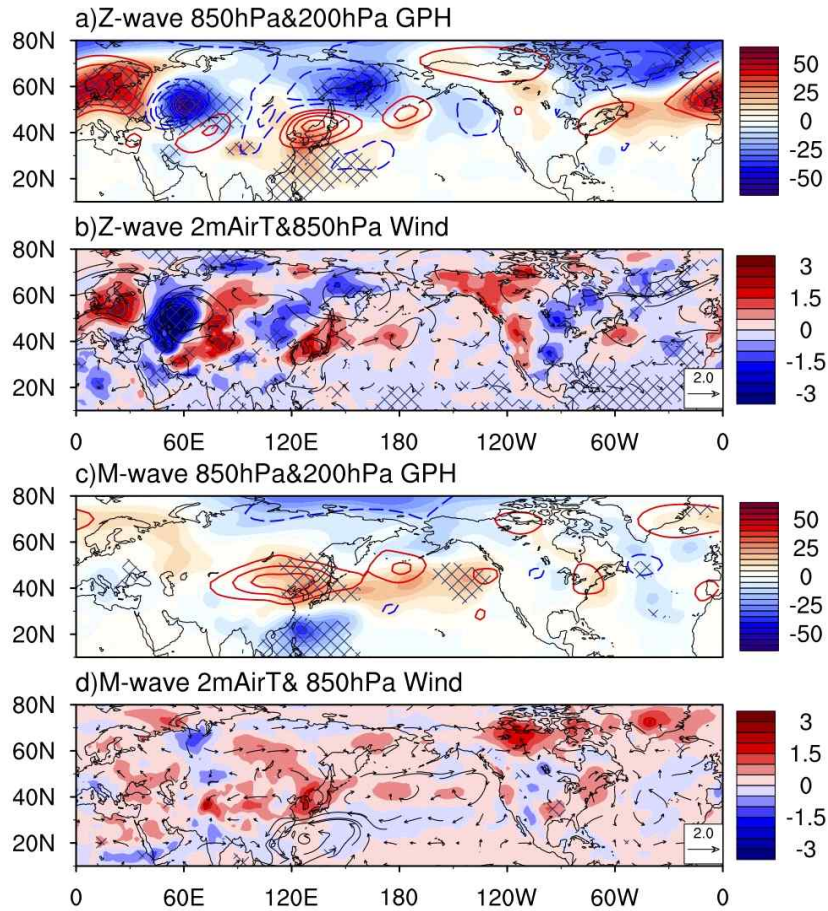 a)Z-wave 850hPa&200hPa GPH
80N
60N
40N
20N
50
25
0
-25
-50
b)Z-wave 2mAirT&850hPa Wind
80N
60N
40N
20N
2.0
3
1.5
0
-1.5
-3
0 60E 120E 180 120W 60W 0
c)M-wave 850hPa&200hPa GPH
80N
60N
40N
20N
50
25
0
-25
-50
d)M-wave 2mAirT& 850hPa Wind
80N
60N
40N
20N
2.0
3
1.5
0
-1.5
-3
0 60E 120E 180 120W 60W 0